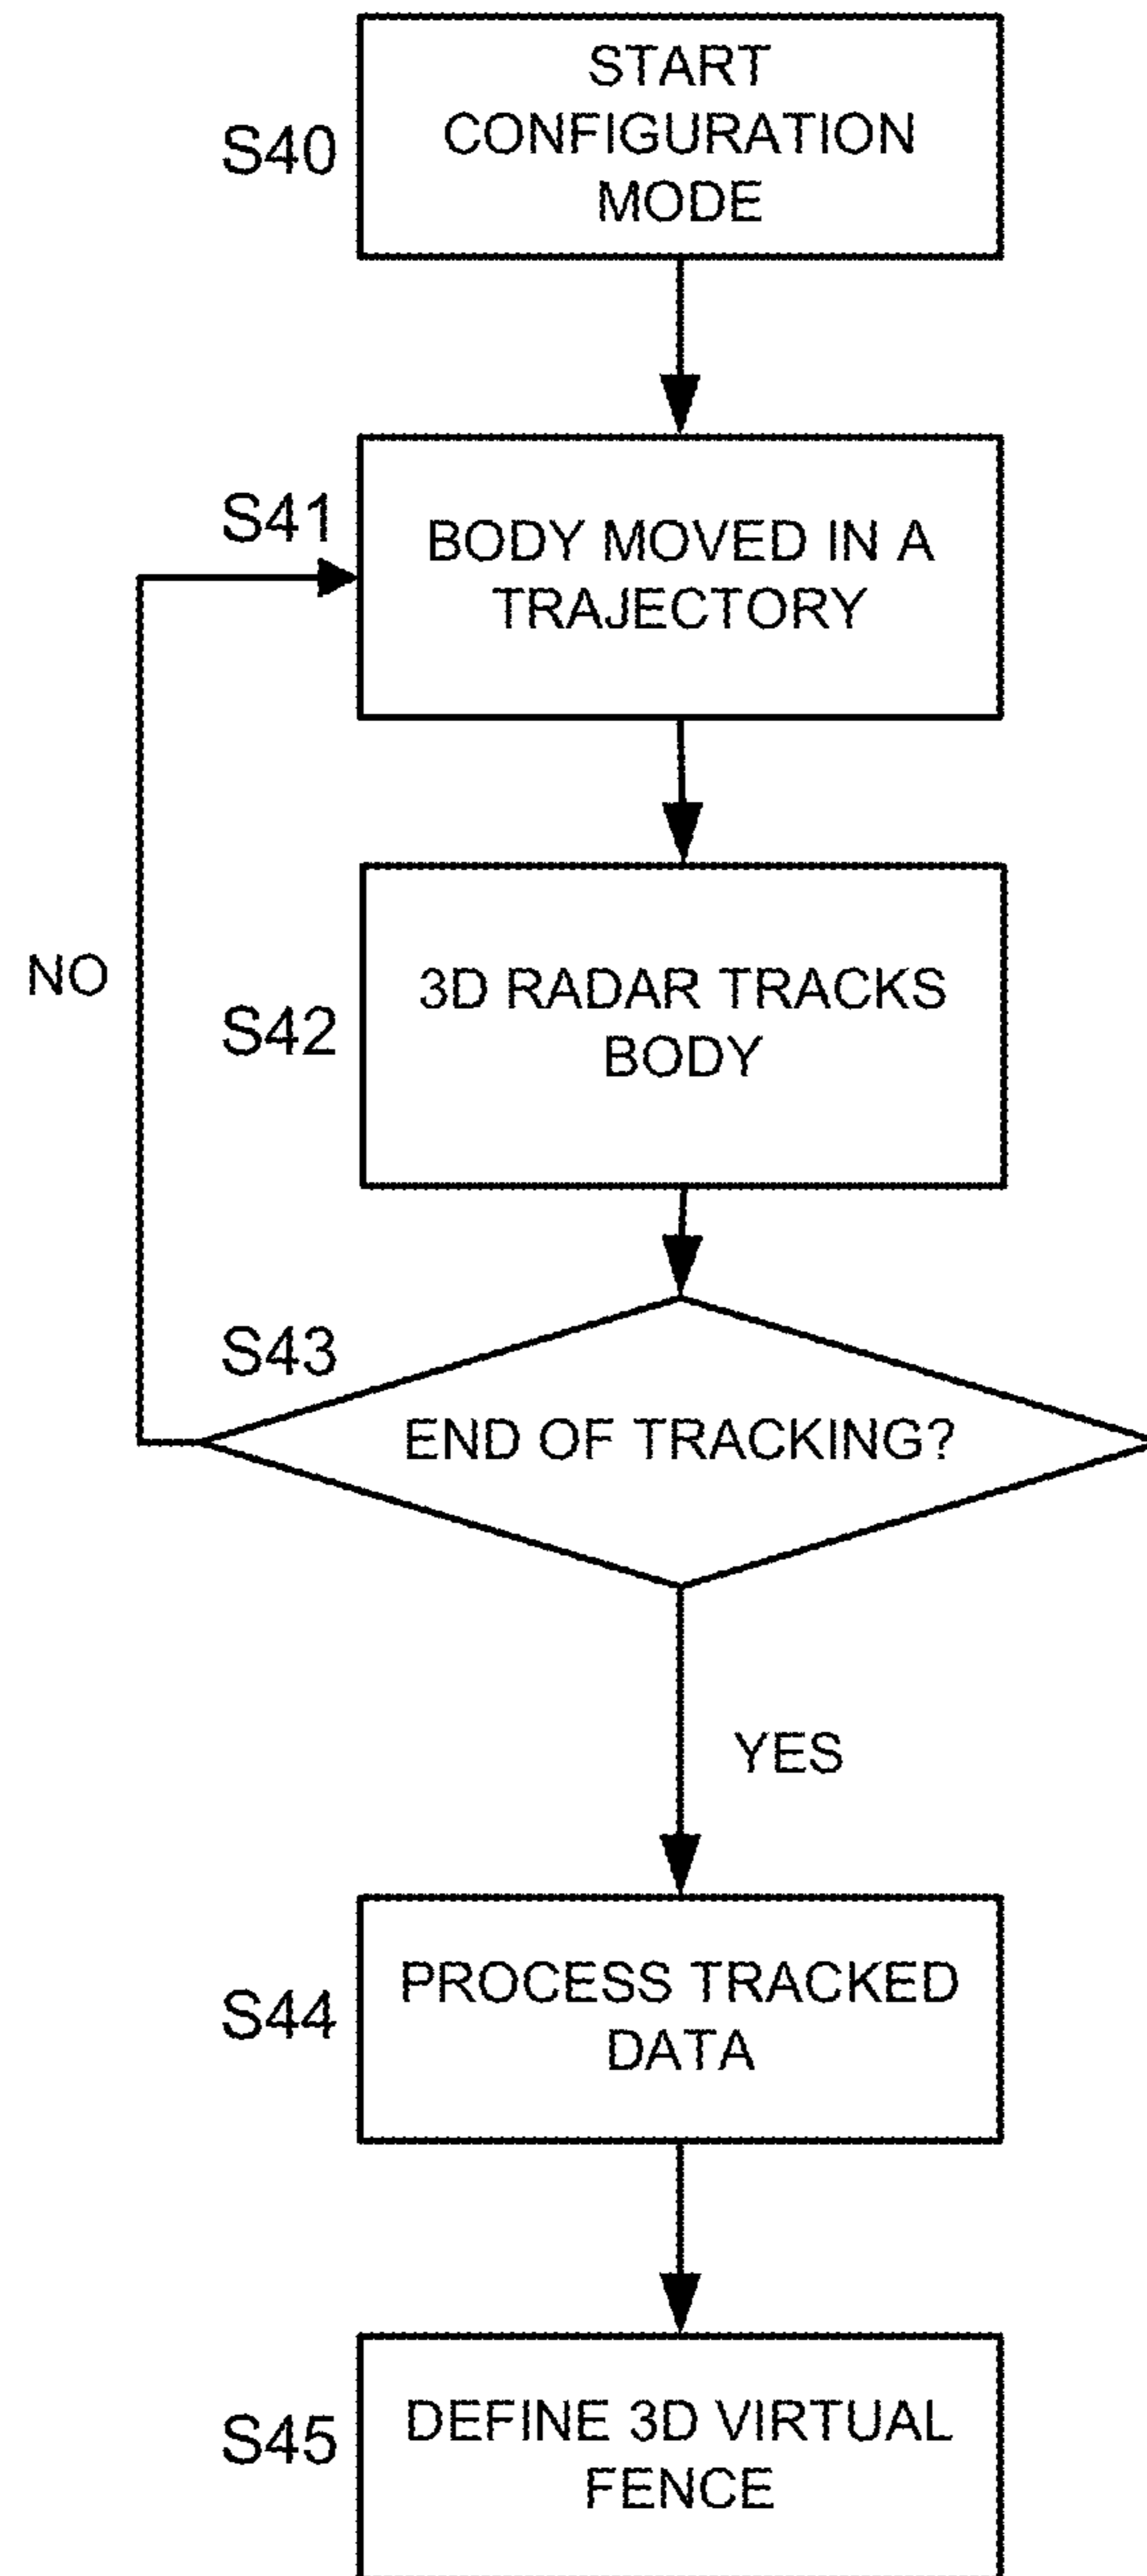 START
CONFIGURATION
MODE
S40
S41
BODY MOVED IN A
TRAJECTORY
NO
S42
3D RADAR TRACKS
BODY
S43
END OF TRACKING?
YES
S44
PROCESS TRACKED
DATA
S45
DEFINE 3D VIRTUAL
FENCE